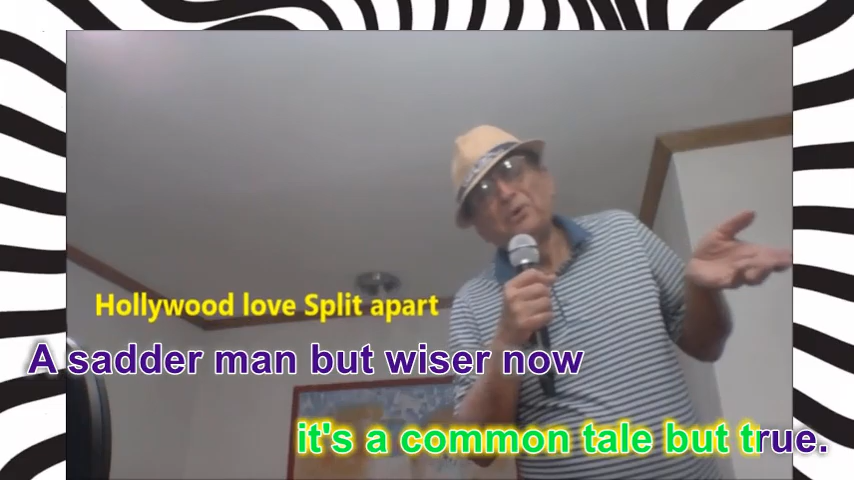 Hollywood love Split apart
A sadder man but wiser now
it's a common tale but true.